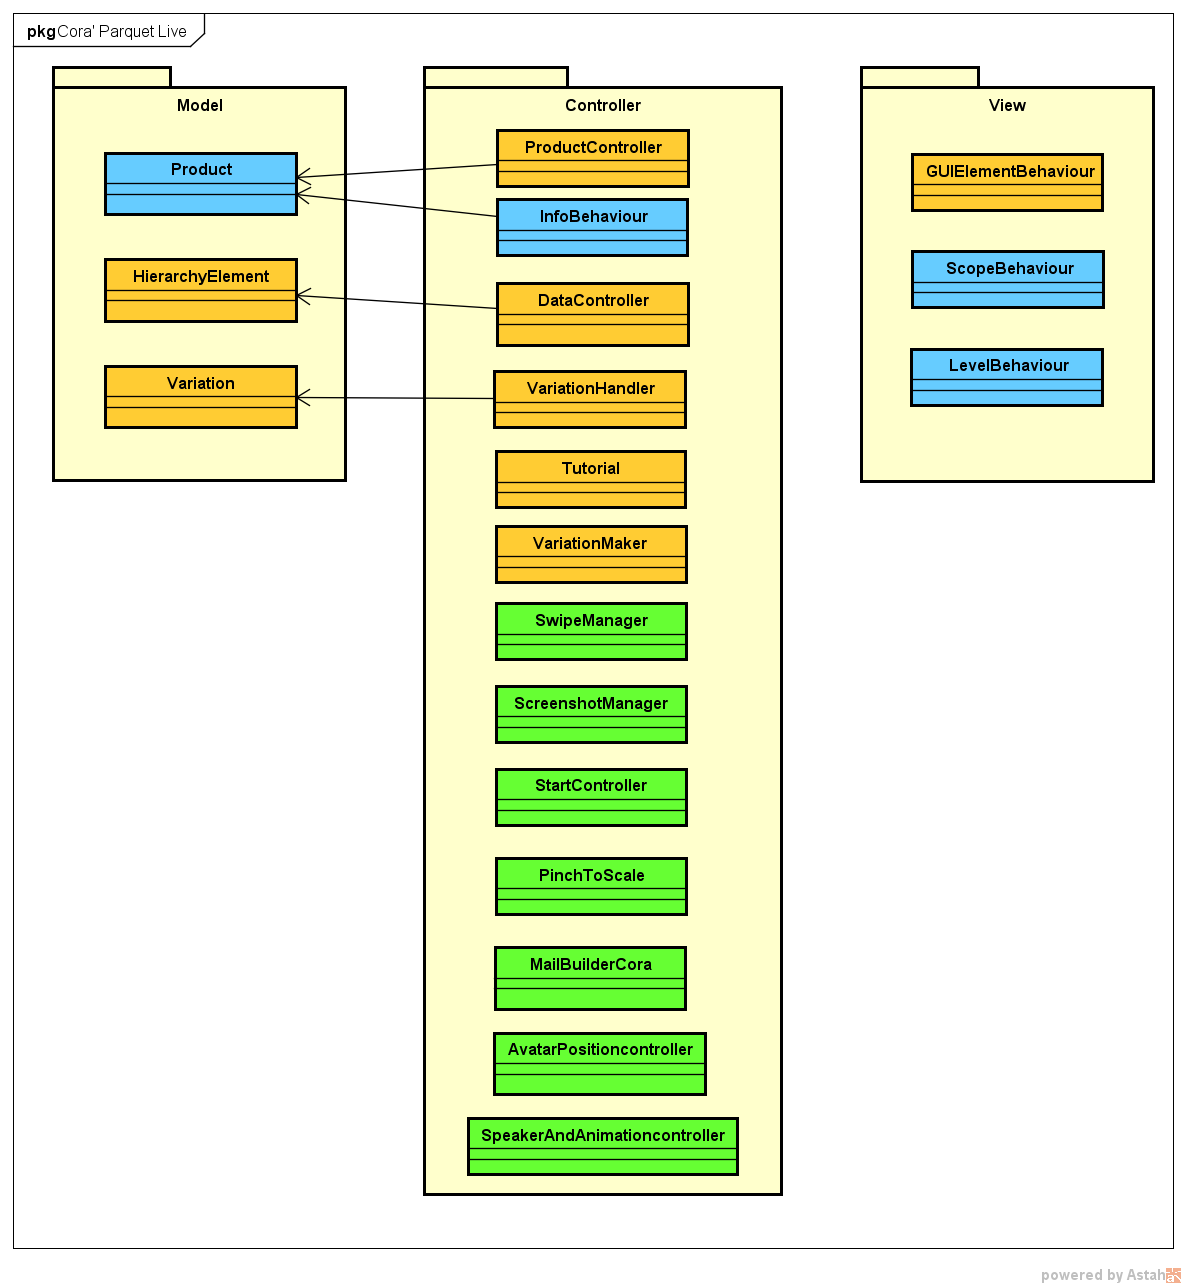 pkg Cora' Parquet Live
Model
Product
HierarchyElement
Variation
Controller
ProductController
InfoBehaviour
DataController
VariationHandler
Tutorial
VariationMaker
SwipeManager
ScreenshotManager
StartController
PinchToScale
MailBuilderCora
AvatarPositioncontroller
SpeakerAndAnimationcontroller
View
GUIElementBehaviour
ScopeBehaviour
LevelBehaviour
powered by Astah